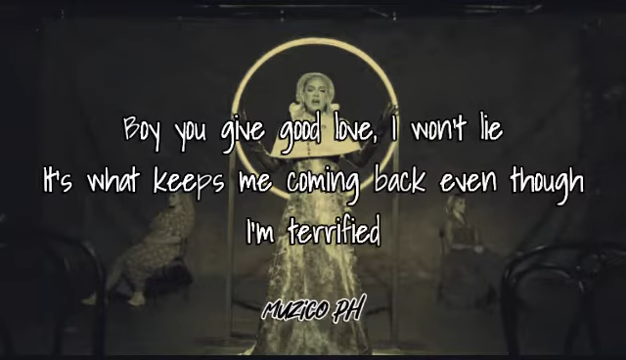 Boy you give good love, I won't lie
It's what keeps me coming back even though
I'm terrified
MUZICO PH